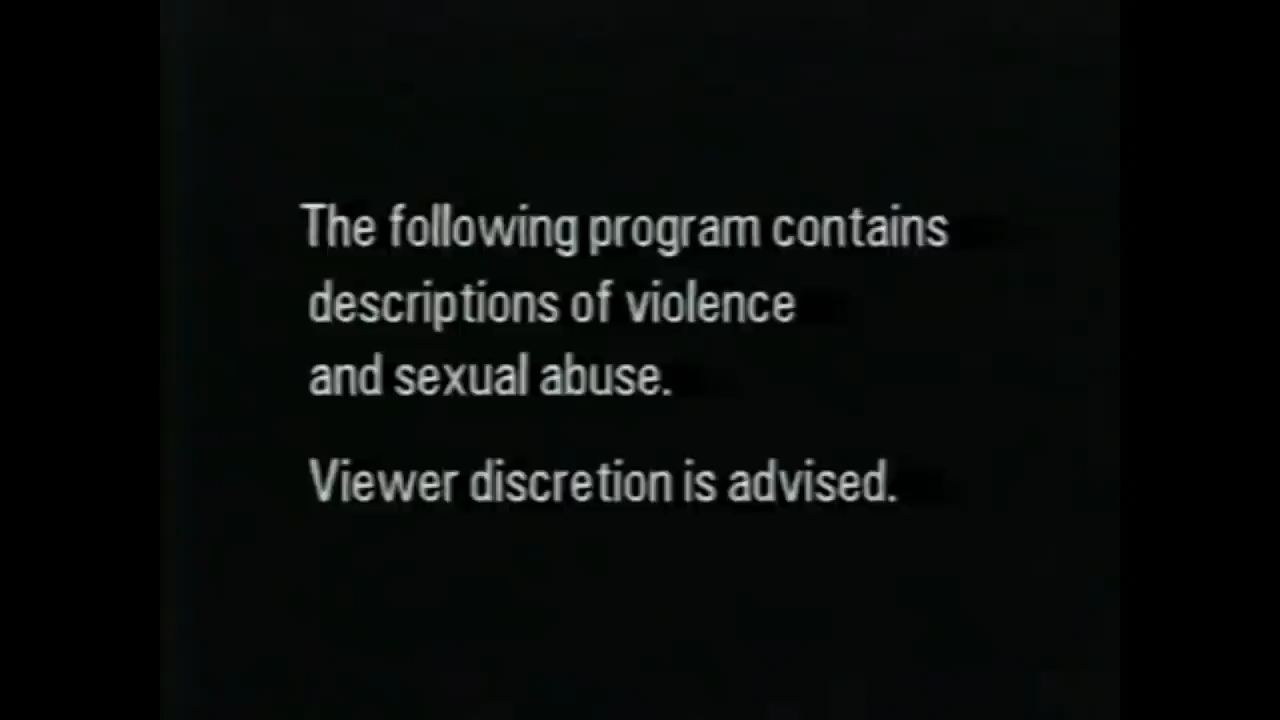 The following program contains
descriptions of violence
and sexual abuse.
Viewer discretion is advised.